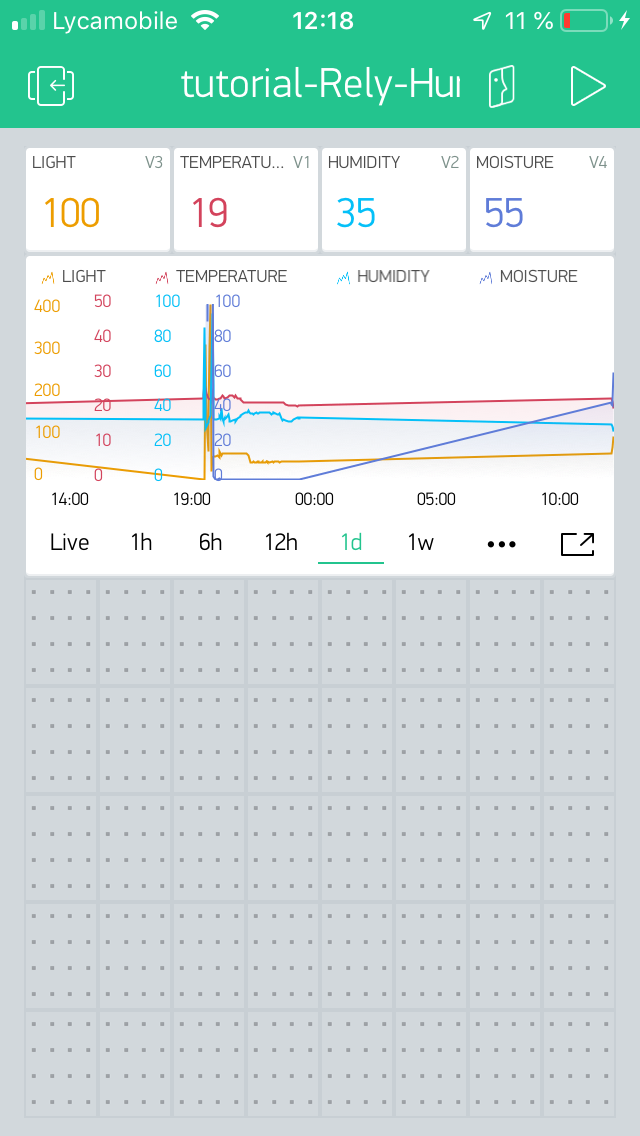 Lycamobile 12:18 11 %
tutorial-Rely-Hur
LIGHT V3 TEMPERATU... V1 HUMIDITY V2 MOISTURE V4
100 19 35 55
LIGHT TEMPERATURE HUMIDITY MOISTURE
400 50 100 100
300 40 80 80
200 30 60 60
100 20 40 40
0 10 20 20
0 0 0
14:00 19:00 00:00 05:00 10:00
Live 1h 6h 12h 1d 1w